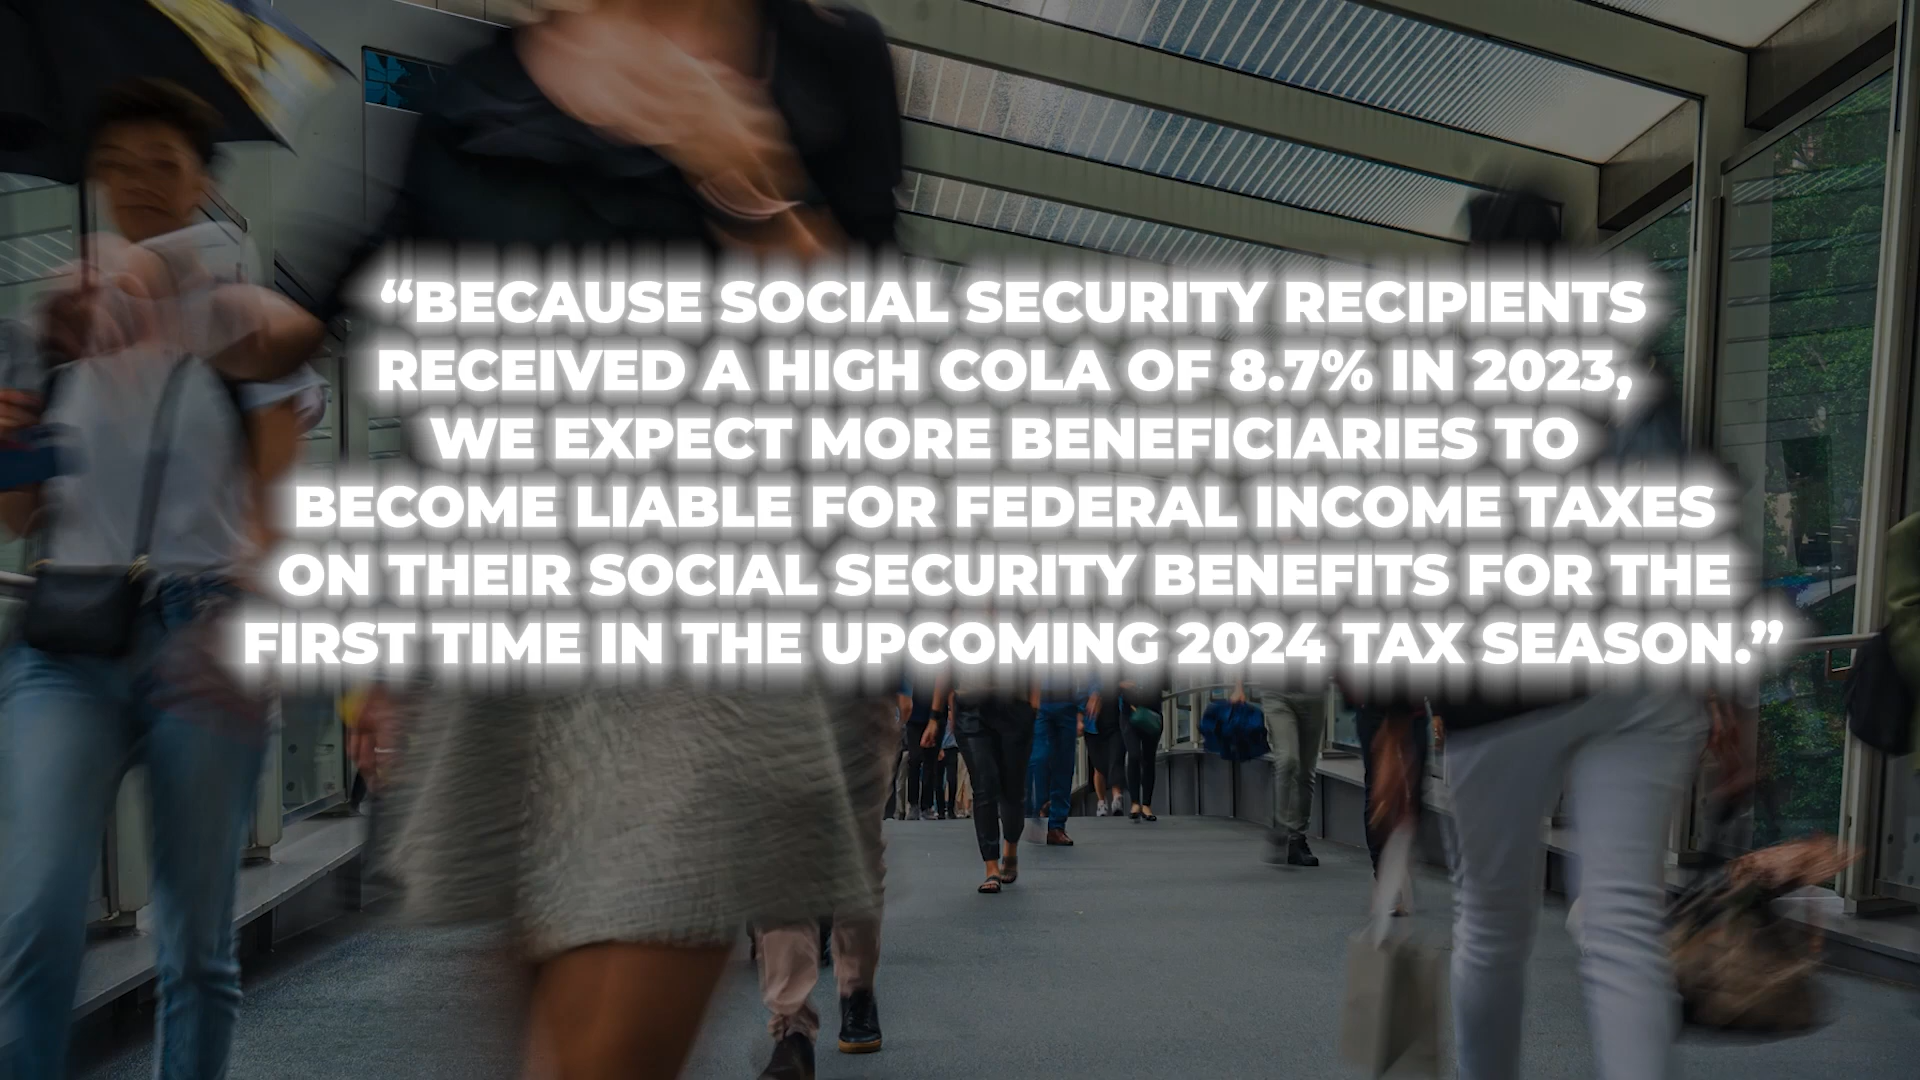 “BECAUSE SOCIAL SECURITY RECIPIENTS
RECEIVED A HIGH COLA OF 8.7% IN 2023,
WE EXPECT MORE BENEFICIARIES TO
BECOME LIABLE FOR FEDERAL INCOME TAXES
ON THEIR SOCIAL SECURITY BENEFITS FOR THE
FIRST TIME IN THE UPCOMING 2024 TAX SEASON.”